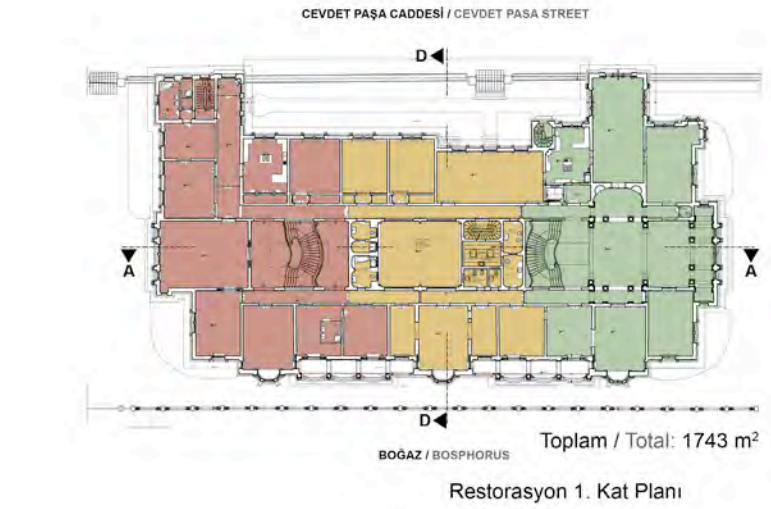 CEVDET PAŞA CADDESİ / CEVDET PASA STREET
D
A
A
D
Toplam / Total: 1743 m²
BOĞAZ / BOSPHORUS
Restorasyon 1. Kat Planı